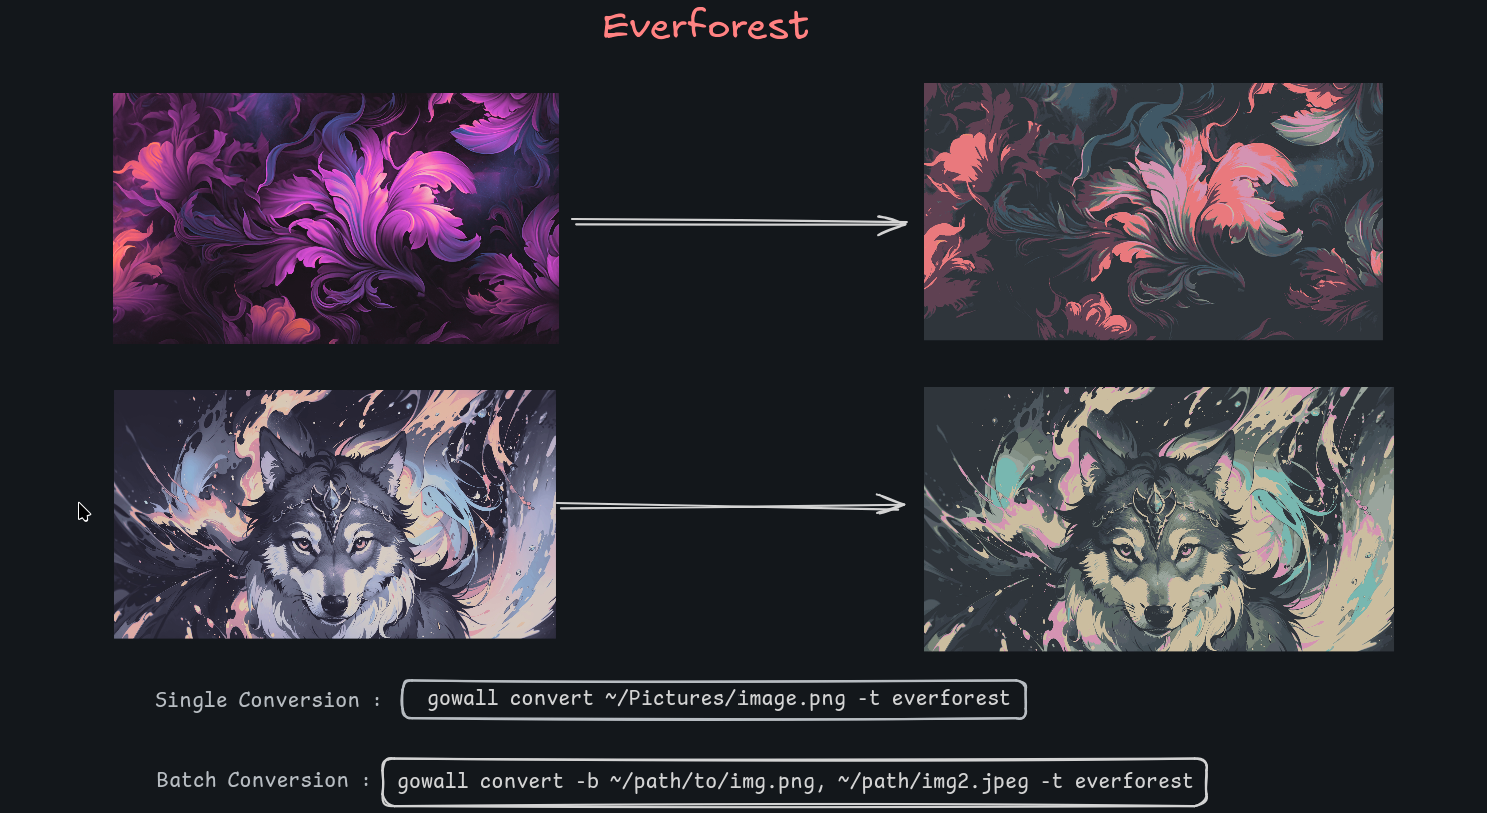 Everforest
Single Conversion :
gowall convert ~/Pictures/image.png -t everforest
Batch Conversion :
gowall convert -b ~/path/to/img.png, ~/path/img2.jpeg -t everforest